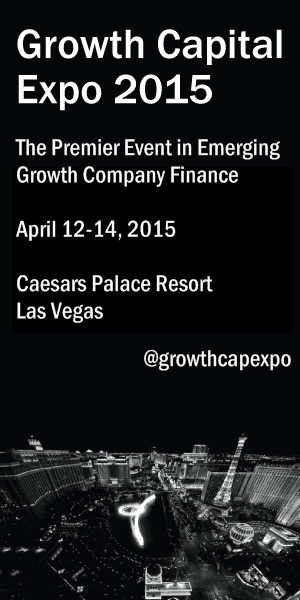 Growth Capital
Expo 2015
The Premier Event in Emerging
Growth Company Finance
April 12-14, 2015
Caesars Palace Resort
Las Vegas
@growthcapexpo